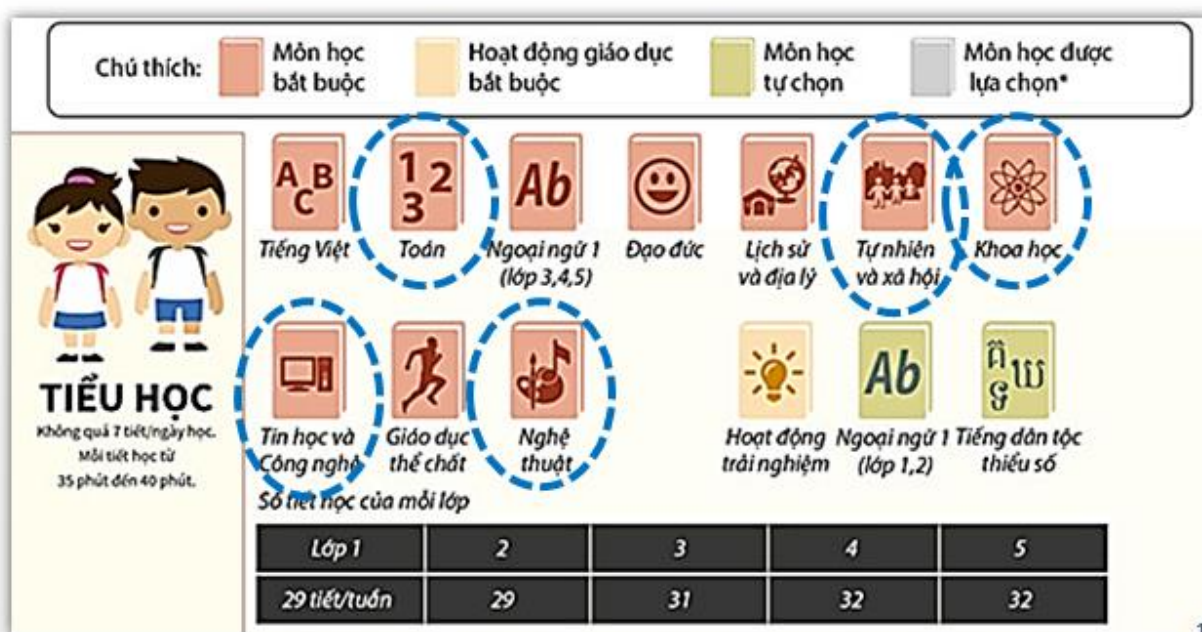 Chú thích:
Môn học
bắt buộc
Hoạt động giáo dục
bắt buộc
Môn học
tự chọn
Môn học được
lựa chọn*
TIỂU HỌC
Không quá 7 tiết/ngày học.
Mỗi tiết học từ
35 phút đến 40 phút.
A B
C
Tiếng Việt
1 2
3
Toán
Ab
Ngoại ngữ 1
(lớp 3,4,5)
Đạo đức
Lịch sử
và địa lý
Tự nhiên
và xã hội
Khoa học
Tin học và
Công nghệ
Giáo dục
thể chất
Nghệ
thuật
Hoạt động
trải nghiệm
Ab
Ngoại ngữ 1
(lớp 1,2)
Tiếng dân tộc
thiểu số
Số tiết học của mỗi lớp
Lớp 1 2 3 4 5
29 tiết/tuần 29 31 32 32